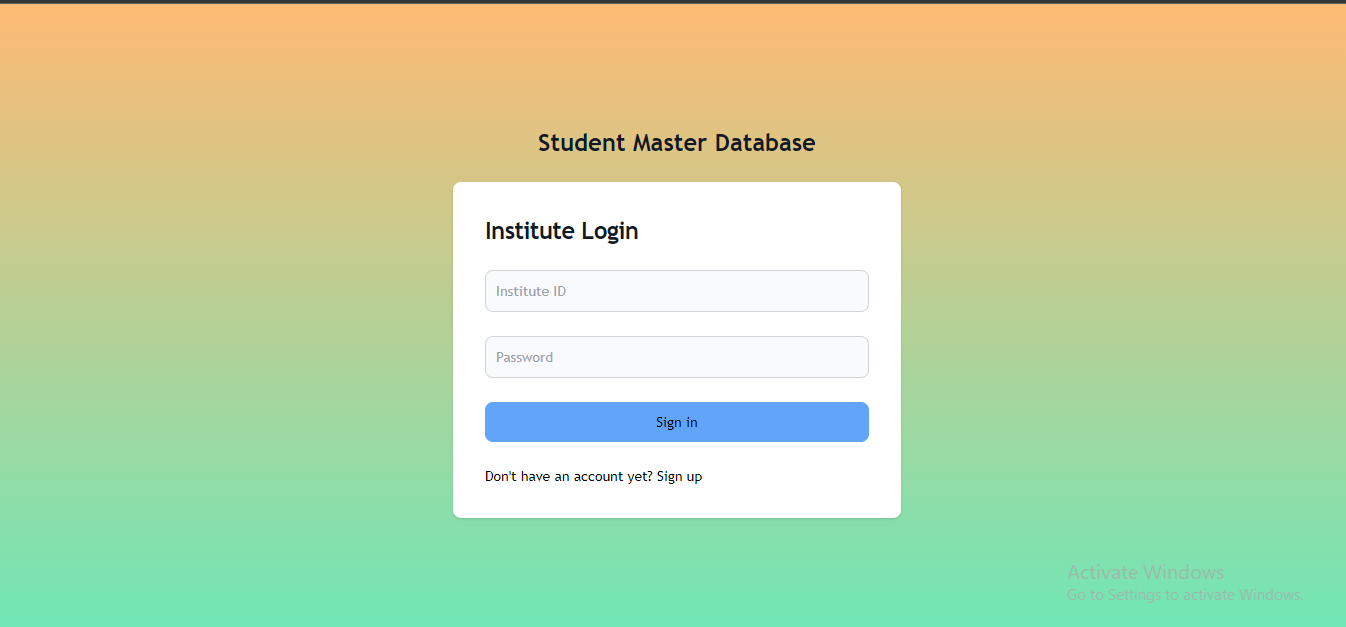 Student Master Database
Institute Login
Institute ID
Password
Sign in
Don't have an account yet? Sign up
Activate Windows
Go to Settings to activate Windows.